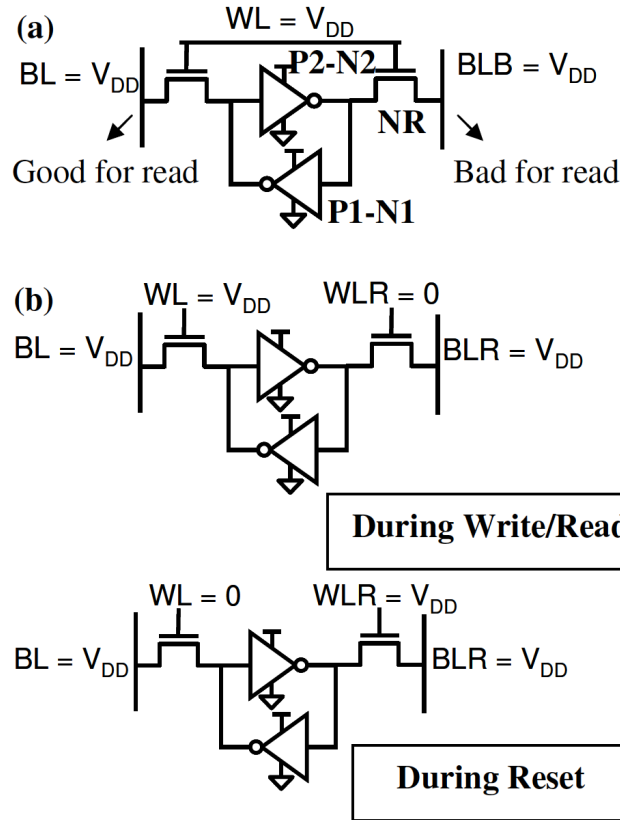 (a)
WL = VDD
BL = VDD
P2-N2
BLB = VDD
NR
Good for read
Bad for read
P1-N1
(b)
WL = VDD
WLR = 0
BL = VDD
BLR = VDD
During Write/Read
WL = 0
WLR = VDD
BL = VDD
BLR = VDD
During Reset